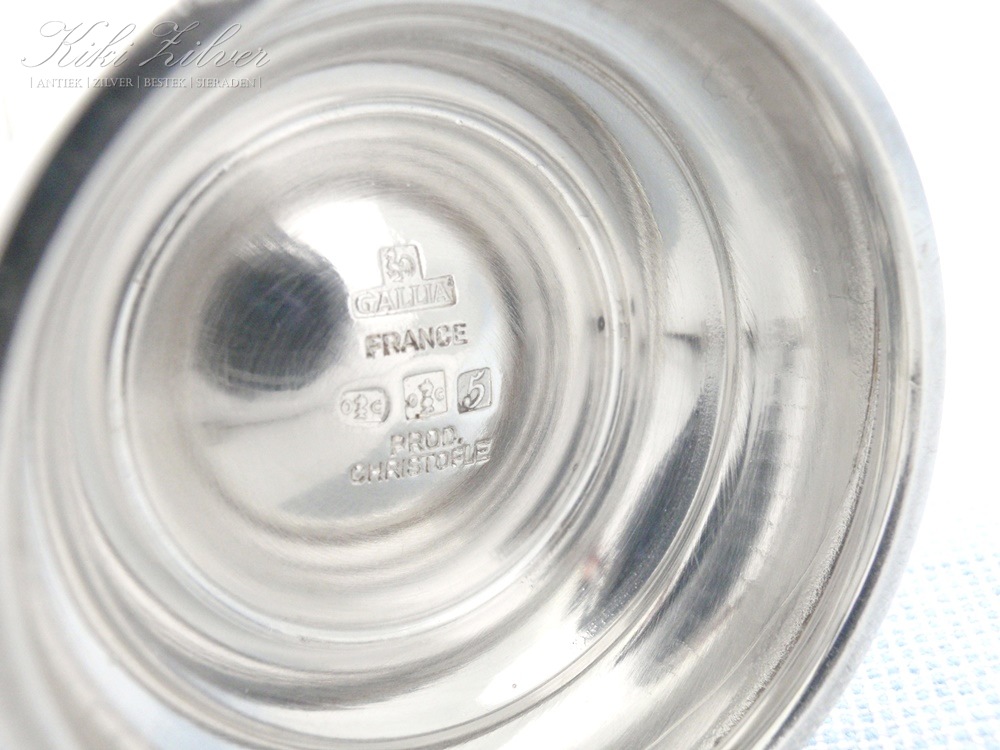 Kiki Zilver
| ANTIEK | ZILVER | BESTEK | SIERADEN |
GALLIA
FRANCE
O C
O C 5
PROD.
CHRISTOFLE